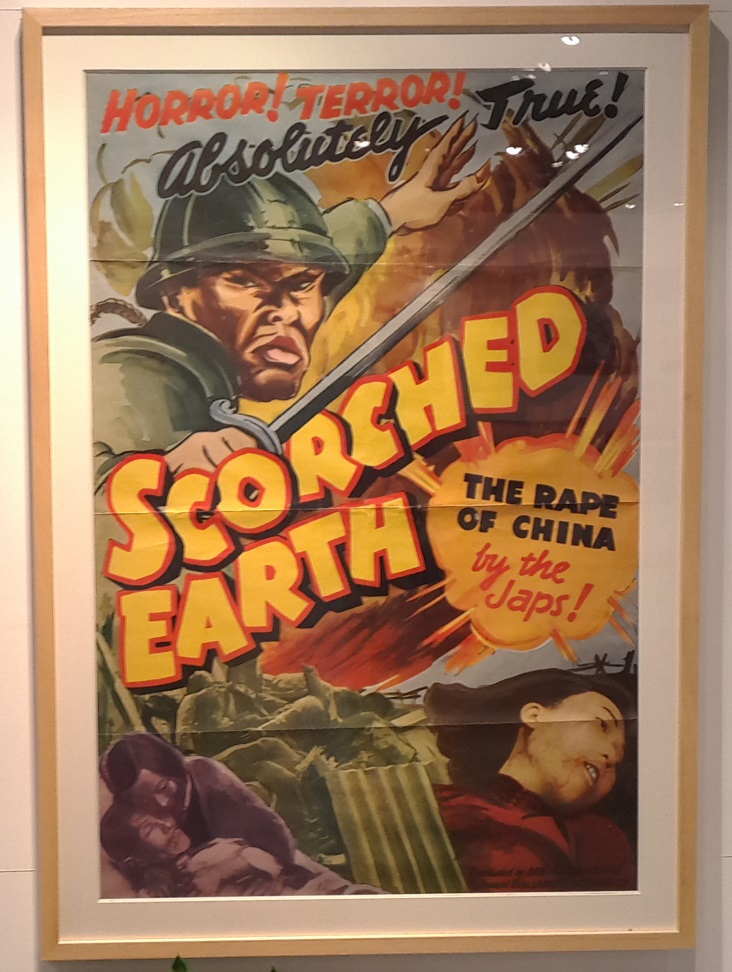 HORROR! TERROR!
Absolutely True!
SCORCHED
EARTH
THE RAPE
OF CHINA
by the
Japs!